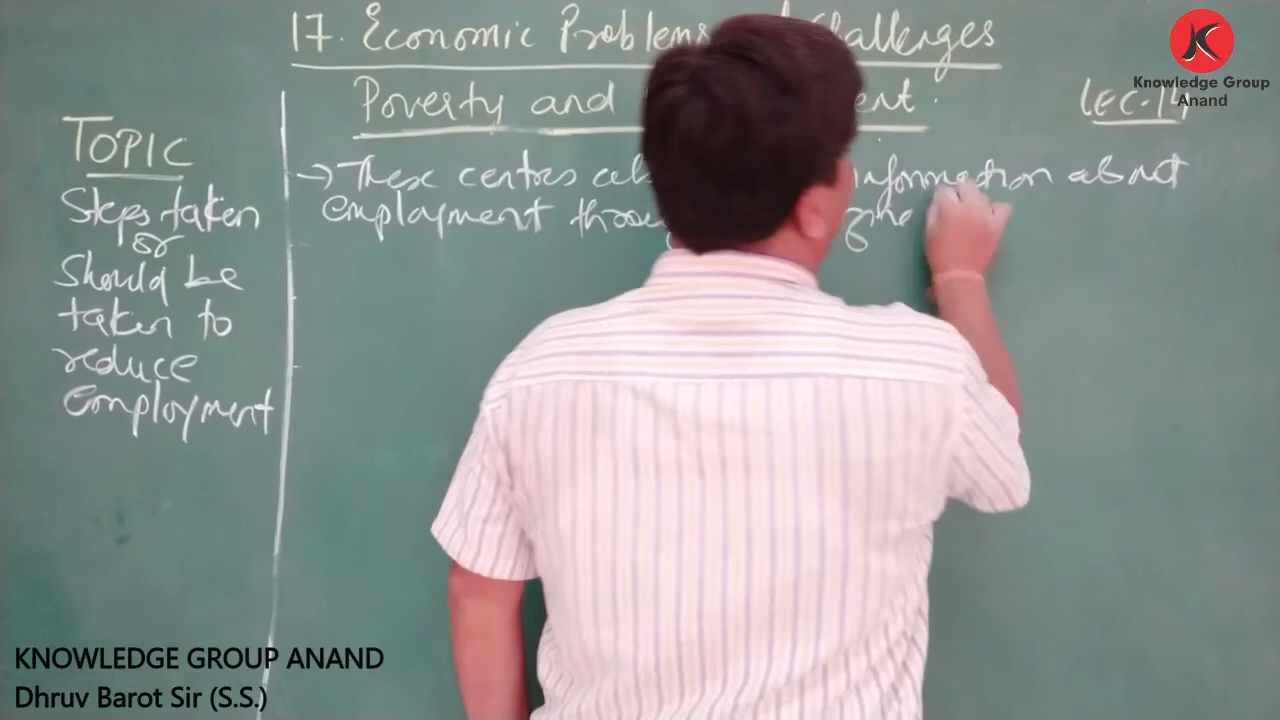 17. Economic Problems Challenges
Poverty and
LEC-14
Knowledge Group
Anand
TOPIC
Steps taken
or
Should be
taken to
reduce
employment
→ These centres information about
employment
KNOWLEDGE GROUP ANAND
Dhruv Barot Sir (S.S.)